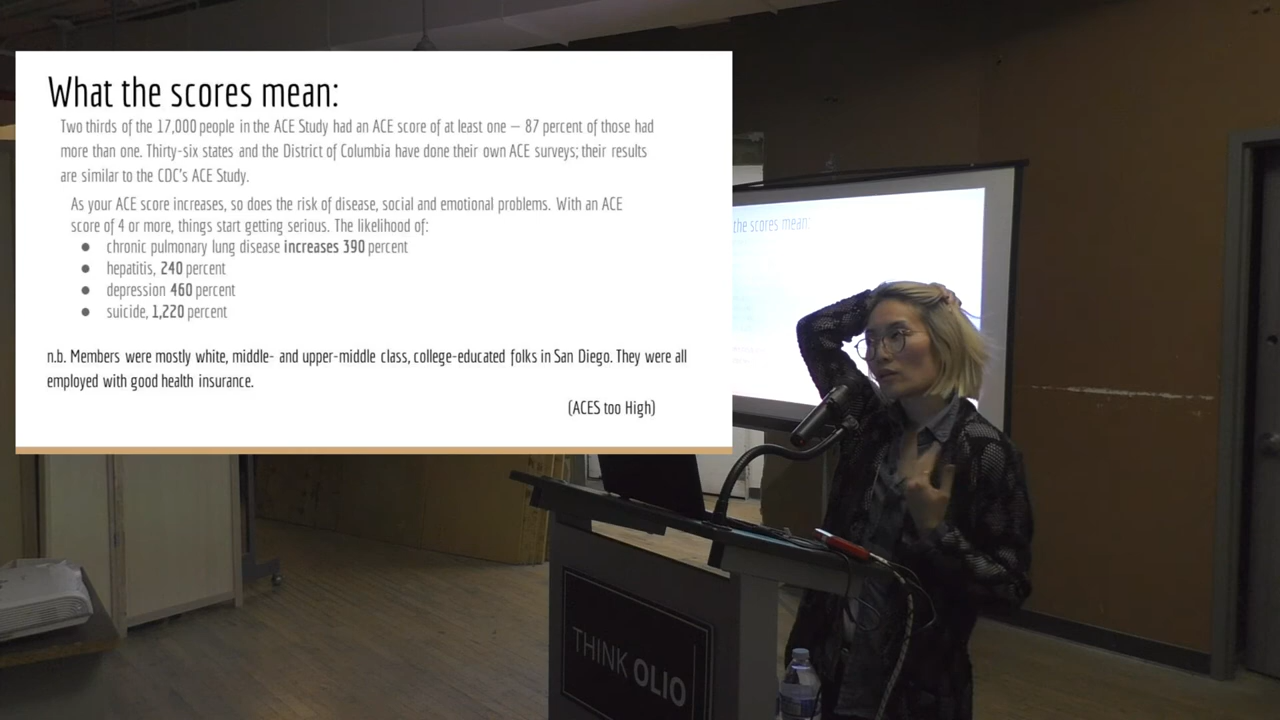 What the scores mean:
Two thirds of the 17,000 people in the ACE Study had an ACE score of at least one – 87 percent of those had
more than one. Thirty-six states and the District of Columbia have done their own ACE surveys; their results
are similar to the CDC's ACE Study.
As your ACE score increases, so does the risk of disease, social and emotional problems. With an ACE
score of 4 or more, things start getting serious. The likelihood of:
● chronic pulmonary lung disease increases 390 percent
● hepatitis, 240 percent
● depression 460 percent
● suicide, 1,220 percent
n.b. Members were mostly white, middle- and upper-middle class, college-educated folks in San Diego. They were all
employed with good health insurance.
(ACES too High)
the scores mean:
THINK OLIO